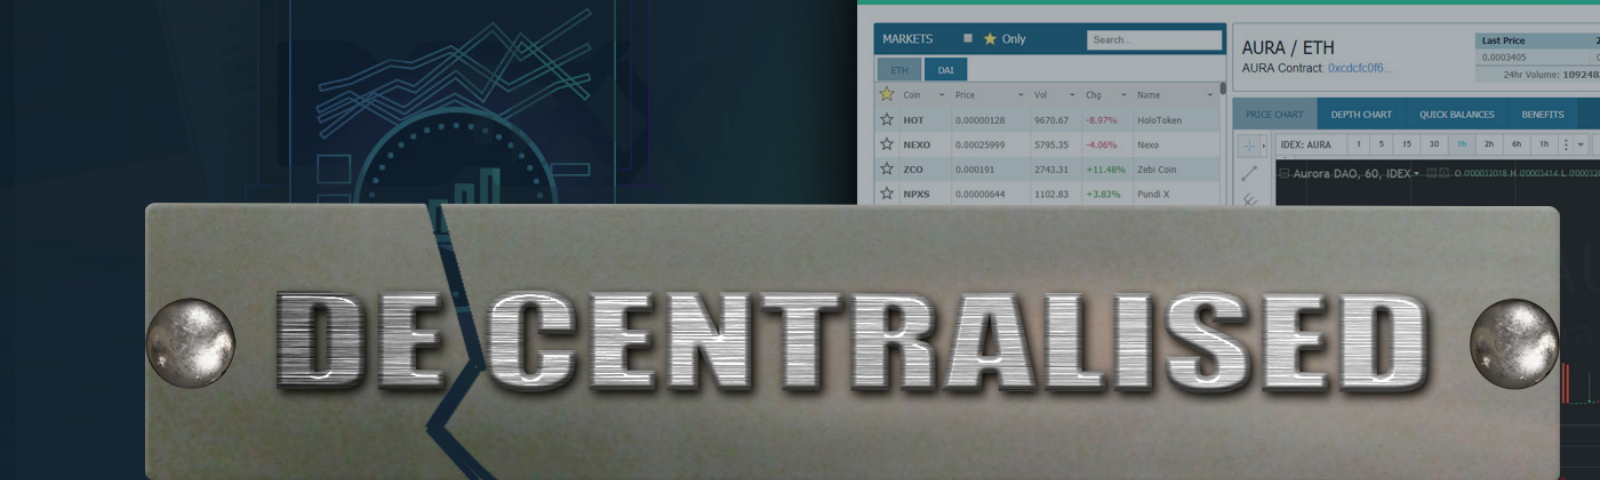 MARKETS
Only
Search...
ETH
DAI
Coin Price Vol Chg Name
HOT 0.00000128 9670.67 -8.97% HoloToken
NEXO 0.00025999 5795.35 -4.06% Nexo
ZCO 0.000191 2743.31 +11.48% Zebi Coin
NPXS 0.00000644 1102.83 +3.83% Pundi X
AURA / ETH
AURA Contract: 0xcdcfc0f6...
Last Price
0.0003405
24hr Volume: 109248
PRICE CHART DEPTH CHART QUICK BALANCES BENEFITS
IDEX: AURA 1 5 15 30 1h 2h 6h 1h
Aurora DAO, 60, IDEX O 0.00032018 H 0.0003414 L
DECENTRALISED